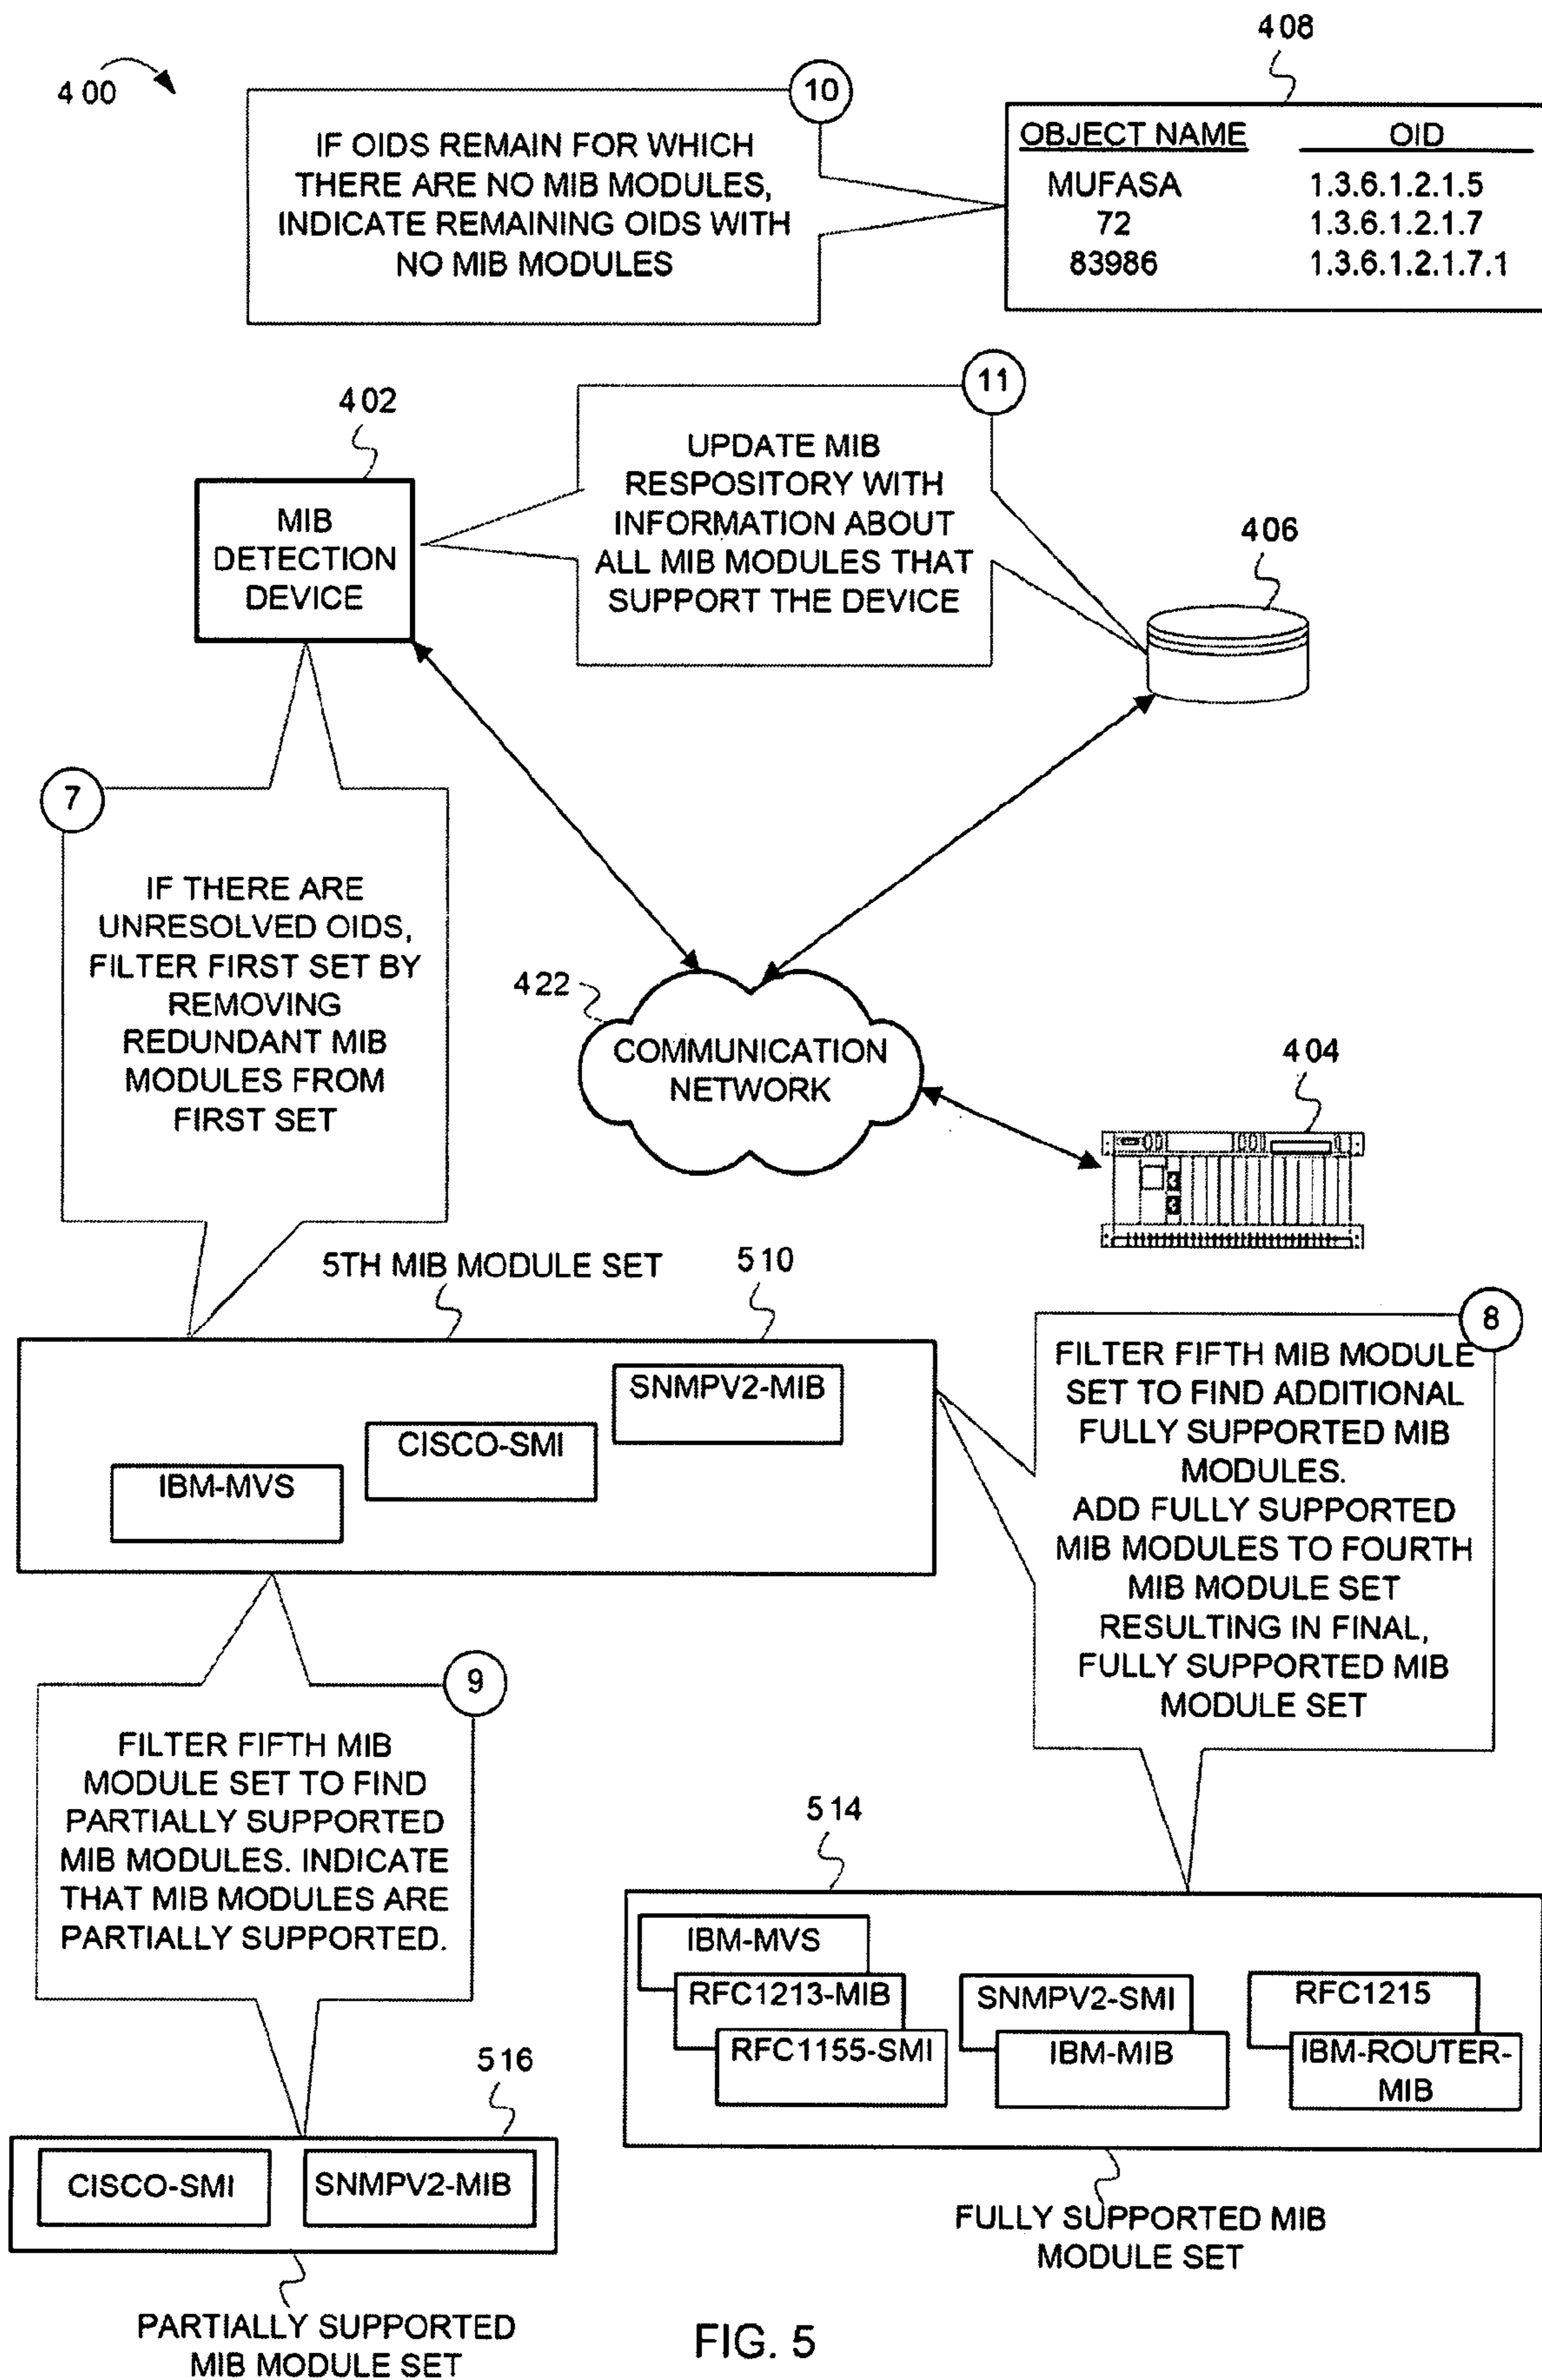 400
408
10
IF OIDS REMAIN FOR WHICH
THERE ARE NO MIB MODULES,
INDICATE REMAINING OIDS WITH
NO MIB MODULES
OBJECT NAME OID
MUFASA 1.3.6.1.2.1.5
72 1.3.6.1.2.1.7
83986 1.3.6.1.2.1.7.1
402
MIB
DETECTION
DEVICE
11
UPDATE MIB
RESPOSITORY WITH
INFORMATION ABOUT
ALL MIB MODULES THAT
SUPPORT THE DEVICE
406
7
IF THERE ARE
UNRESOLVED OIDS,
FILTER FIRST SET BY
REMOVING
REDUNDANT MIB
MODULES FROM
FIRST SET
422
COMMUNICATION
NETWORK
404
5TH MIB MODULE SET
510
SNMPV2-MIB
CISCO-SMI
IBM-MVS
8
FILTER FIFTH MIB MODULE
SET TO FIND ADDITIONAL
FULLY SUPPORTED MIB
MODULES.
ADD FULLY SUPPORTED
MIB MODULES TO FOURTH
MIB MODULE SET
RESULTING IN FINAL,
FULLY SUPPORTED MIB
MODULE SET
9
FILTER FIFTH MIB
MODULE SET TO FIND
PARTIALLY SUPPORTED
MIB MODULES. INDICATE
THAT MIB MODULES ARE
PARTIALLY SUPPORTED.
514
IBM-MVS
RFC1213-MIB
RFC1155-SMI
SNMPV2-SMI
IBM-MIB
RFC1215
IBM-ROUTER-
MIB
FULLY SUPPORTED MIB
MODULE SET
516
CISCO-SMI
SNMPV2-MIB
PARTIALLY SUPPORTED
MIB MODULE SET
FIG. 5